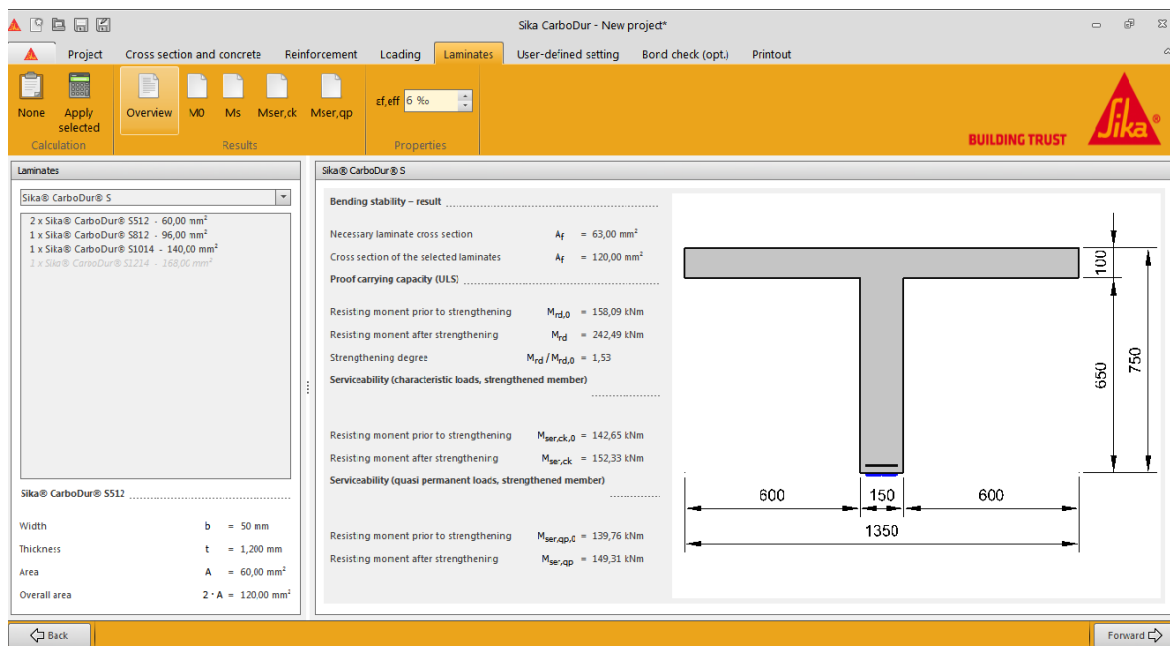 Sika CarboDur - New project*
Project Cross section and concrete Reinforcement Loading Laminates User-defined setting Bond check (opt.) Printout
None Apply selected Overview M0 Ms Mser,ck Mser,qp εf,eff 6 ‰
Calculation Results Properties
BUILDING TRUST
Sika®
Laminates
Sika® CarboDur® S
2 x Sika® CarboDur® S512 - 60,00 mm²
1 x Sika® CarboDur® S812 - 96,00 mm²
1 x Sika® CarboDur® S1014 - 140,00 mm²
1 x Sika® CarboDur® S1214 - 168,00 mm²
Sika® CarboDur® S512
Width b = 50 mm
Thickness t = 1,200 mm
Area A = 60,00 mm²
Overall area 2 · A = 120.00 mm²
Sika® CarboDur® S
Bending stability – result
Necessary laminate cross section Af = 63,00 mm²
Cross section of the selected laminates Af = 120,00 mm²
Proof carrying capacity (ULS)
Resisting moment prior to strengthening Mrd,0 = 158,09 kNm
Resisting moment after strengthening Mrd = 242,49 kNm
Strengthening degree Mrd / Mrd,0 = 1,53
Serviceability (characteristic loads, strengthened member)
Resisting moment prior to strengthening Mser,ck,0 = 142,65 kNm
Resisting moment after strengthening Mser,ck = 152,33 kNm
Serviceability (quasi permanent loads, strengthened member)
Resisting moment prior to strengthening Mser,qp,0 = 139,76 kNm
Resisting moment after strengthening Mser,qp = 149,31 kNm
100
650
750
600 150 600
1350
Back
Forward